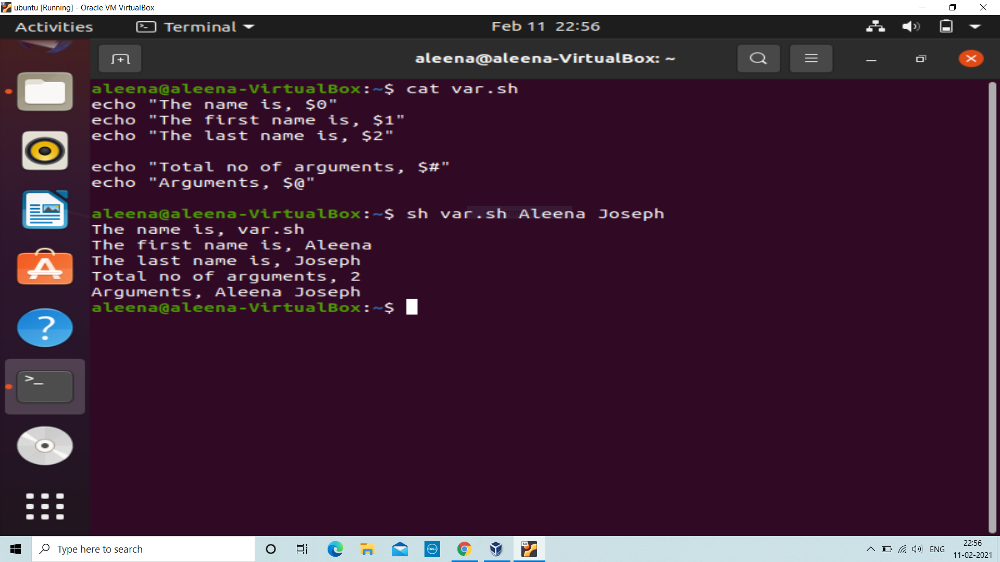 ubuntu [Running] - Oracle VM VirtualBox
Activities Terminal Feb 11 22:56
aleena@aleena-VirtualBox: ~
aleena@aleena-VirtualBox:~$ cat var.sh
echo "The name is, $0"
echo "The first name is, $1"
echo "The last name is, $2"
echo "Total no of arguments, $#"
echo "Arguments, $@"
aleena@aleena-VirtualBox:~$ sh var.sh Aleena Joseph
The name is, var.sh
The first name is, Aleena
The last name is, Joseph
Total no of arguments, 2
Arguments, Aleena Joseph
aleena@aleena-VirtualBox:~$
>_
?
Type here to search
DELL
64
ENG
22:56
11-02-2021